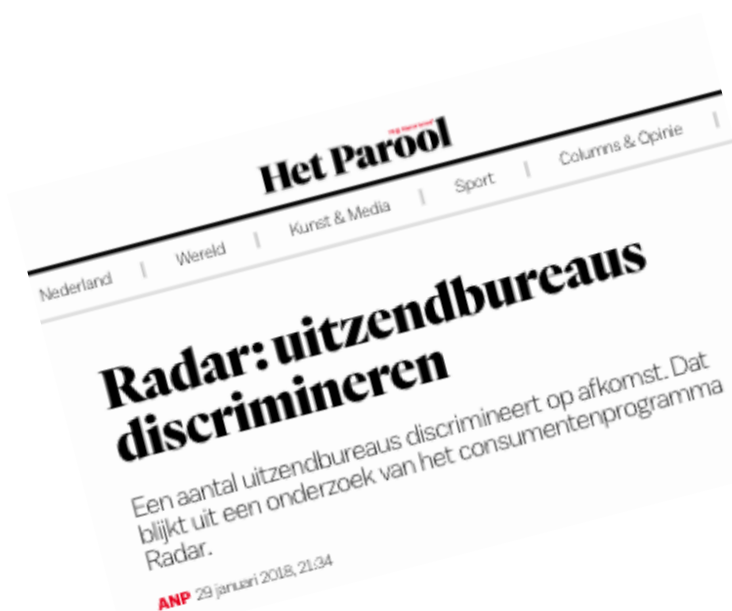 Het Parool
Nederland | Wereld | Kunst & Media | Sport | Columns & Opinie |
Radar: uitzendbureaus
discrimineren
Een aantal uitzendbureaus discrimineert op afkomst. Dat
blijkt uit een onderzoek van het consumentenprogramma
Radar.
ANP 29 januari 2018, 21:34